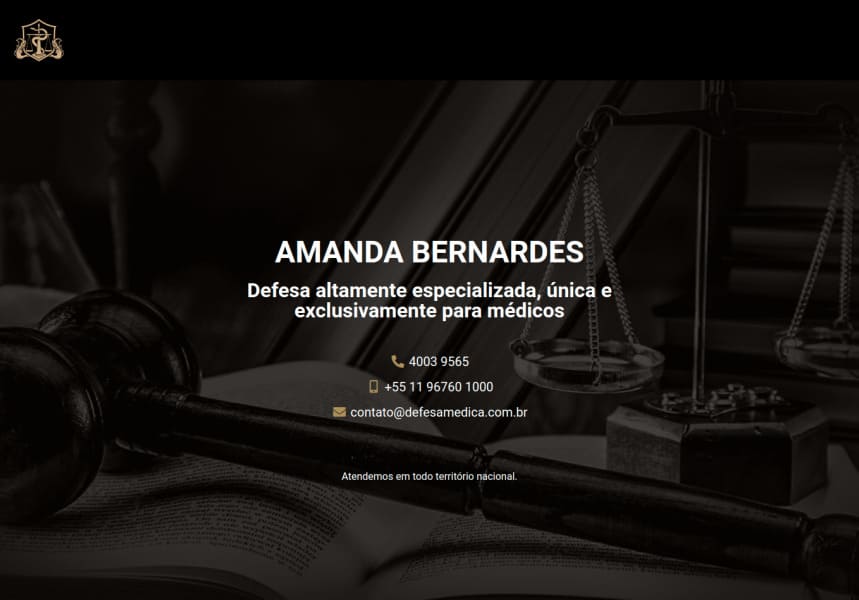 AMANDA BERNARDES
Defesa altamente especializada, única e
exclusivamente para médicos
4003 9565
+55 11 96760 1000
contato@defesamedica.com.br
Atendemos em todo território nacional.